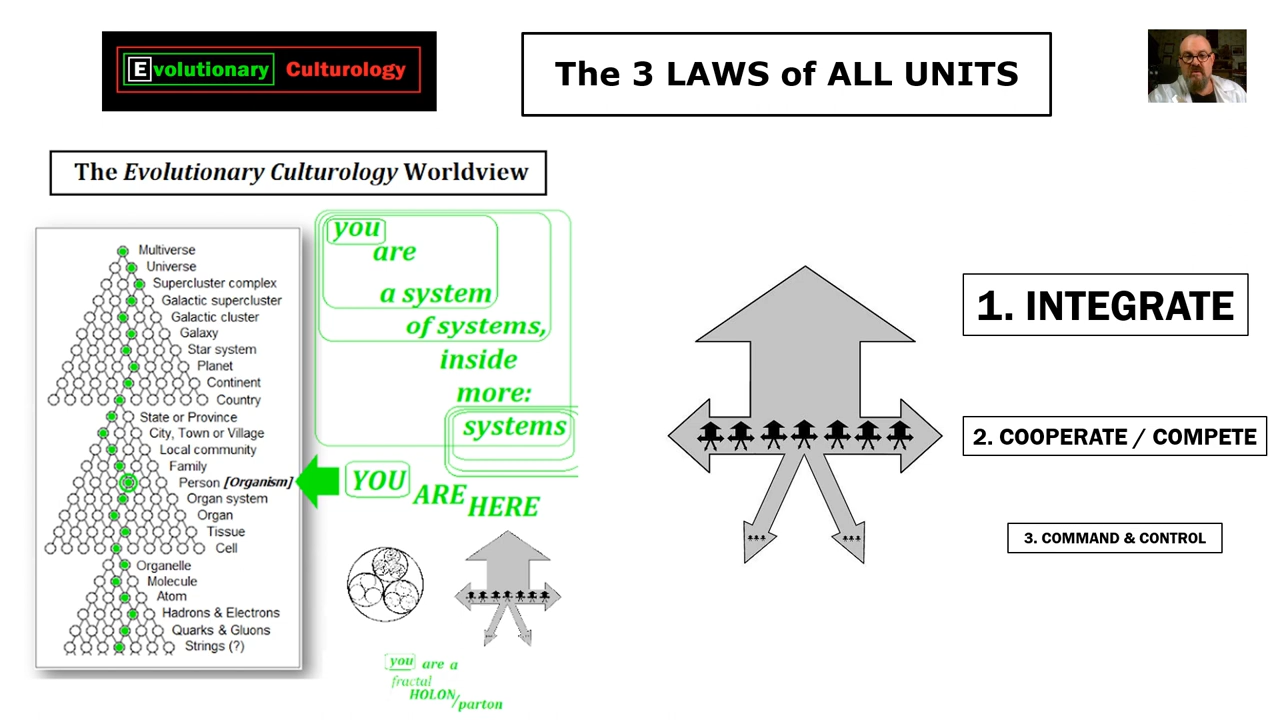 Evolutionary Culturology
The 3 LAWS of ALL UNITS
The Evolutionary Culturology Worldview
Multiverse
Universe
Supercluster complex
Galactic supercluster
Galactic cluster
Galaxy
Star system
Planet
Continent
Country
State or Province
City, Town or Village
Local community
Family
Person [Organism]
Organ system
Organ
Tissue
Cell
Organelle
Molecule
Atom
Hadrons & Electrons
Quarks & Gluons
Strings (?)
you
are
a system
of systems,
inside
more:
systems
YOU ARE HERE
you are a
fractal
HOLON/parton
1. INTEGRATE
2. COOPERATE / COMPETE
3. COMMAND & CONTROL